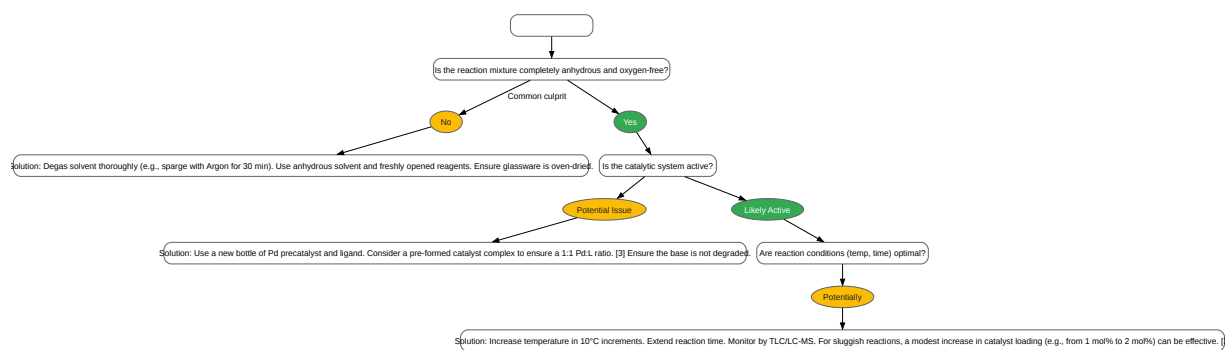 Is the reaction mixture completely anhydrous and oxygen-free?
Common culprit
No
Yes
Solution: Degas solvent thoroughly (e.g., sparge with Argon for 30 min). Use anhydrous solvent and freshly opened reagents. Ensure glassware is oven-dried.
Is the catalytic system active?
Potential Issue
Likely Active
Solution: Use a new bottle of Pd precatalyst and ligand. Consider a pre-formed catalyst complex to ensure a 1:1 Pd:L ratio. [3] Ensure the base is not degraded.
Are reaction conditions (temp, time) optimal?
Potentially
Solution: Increase temperature in 10°C increments. Extend reaction time. Monitor by TLC/LC-MS. For sluggish reactions, a modest increase in catalyst loading (e.g., from 1 mol% to 2 mol%) can be effective.